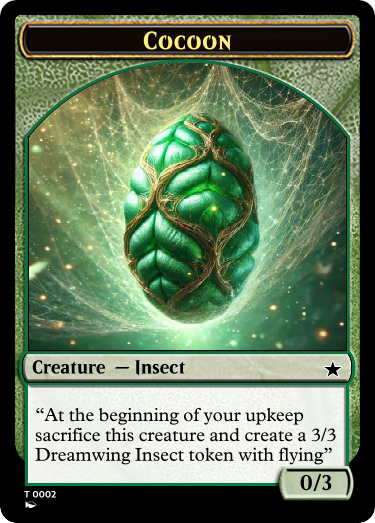 Cocoon
Creature — Insect
“At the beginning of your upkeep
sacrifice this creature and create a 3/3
Dreamwing Insect token with flying”
0/3
T 0002